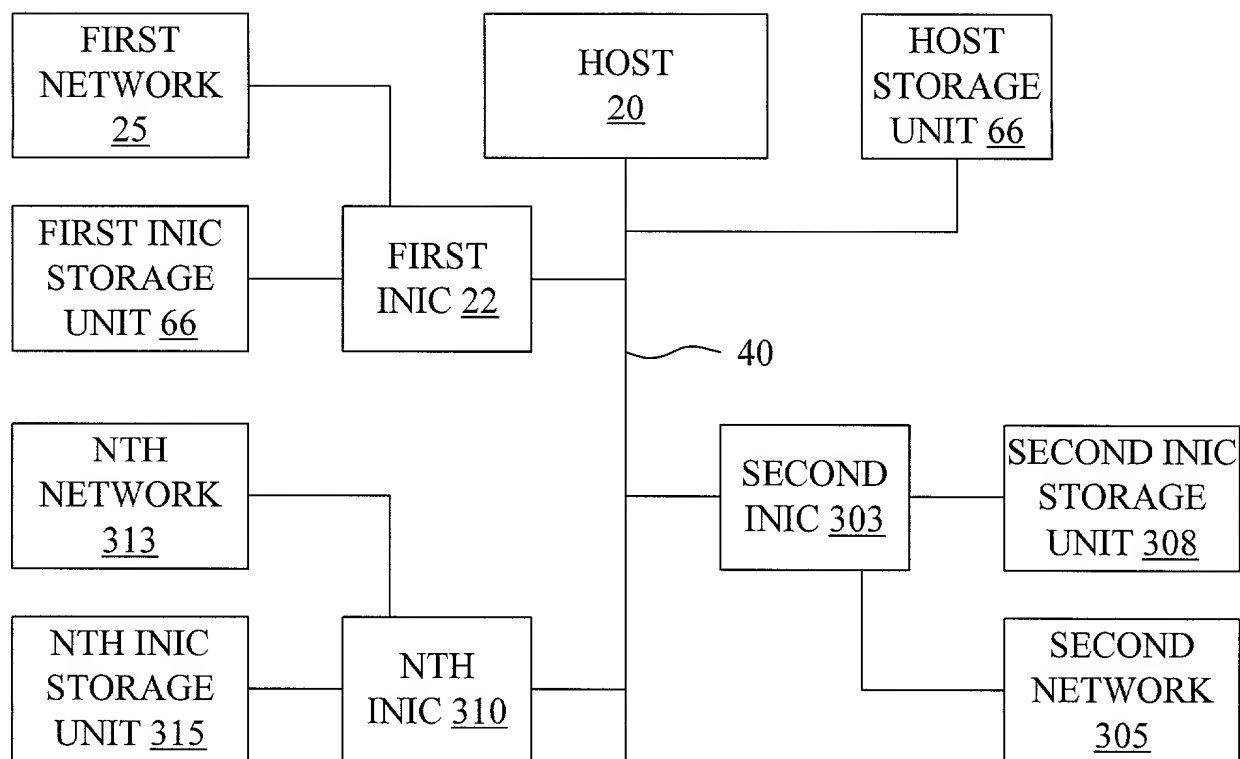 FIRST
NETWORK
25
HOST
20
HOST
STORAGE
UNIT 66
FIRST INIC
STORAGE
UNIT 66
FIRST
INIC 22
40
NTH
NETWORK
313
SECOND
INIC 303
SECOND INIC
STORAGE
UNIT 308
NTH INIC
STORAGE
UNIT 315
NTH
INIC 310
SECOND
NETWORK
305